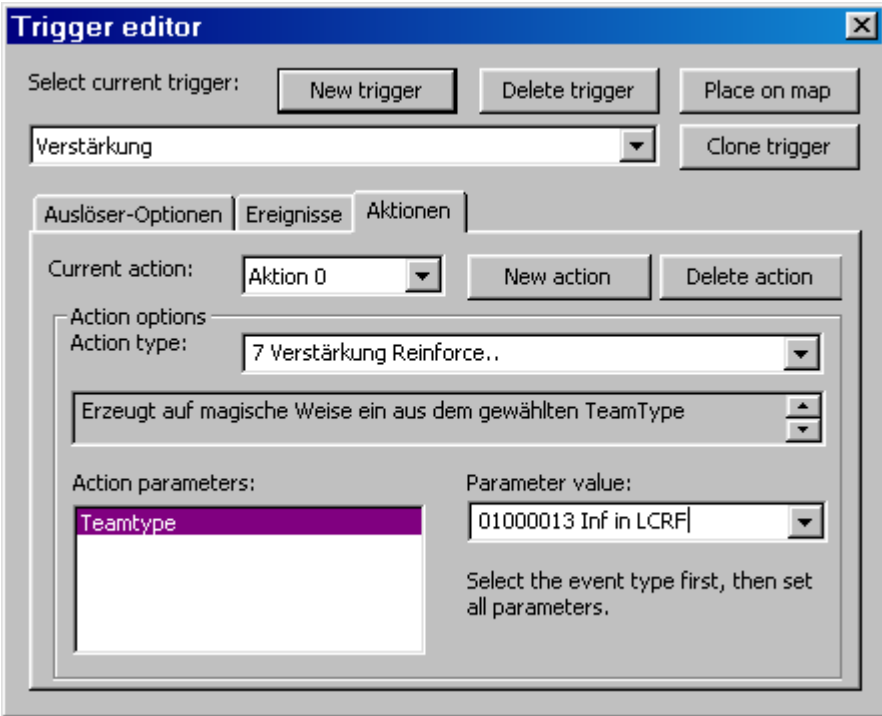 Trigger editor
Select current trigger:
New trigger
Delete trigger
Place on map
Verstärkung
Clone trigger
Auslöser-Optionen
Ereignisse
Aktionen
Current action:
Aktion 0
New action
Delete action
Action options
Action type:
7 Verstärkung Reinforce..
Erzeugt auf magische Weise ein aus dem gewählten TeamType
Action parameters:
Parameter value:
Teamtype
01000013 Inf in LCRF
Select the event type first, then set
all parameters.